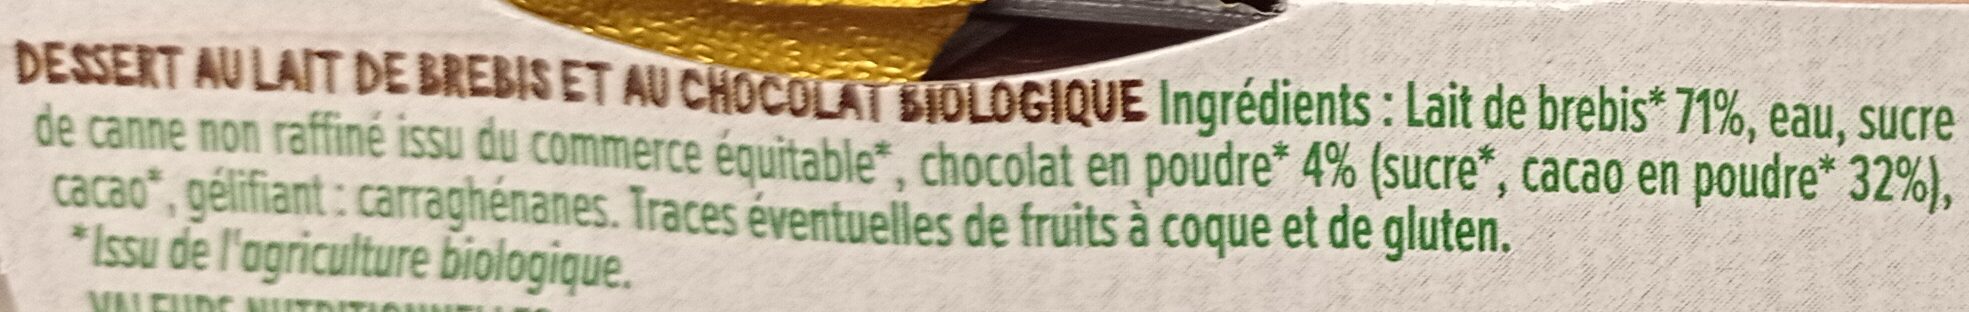 DESSERT AU LAIT DE BREBIS ET AU CHOCOLAT BIOLOGIQUE Ingrédients : Lait de brebis* 71%, eau, sucre
de canne non raffiné issu du commerce équitable*, chocolat en poudre* 4% (sucre*, cacao en poudre* 32%),
cacao*, gélifiant : carraghénanes. Traces éventuelles de fruits à coque et de gluten.
*Issu de l'agriculture biologique.
VALEURS NUTRITIONNELLES